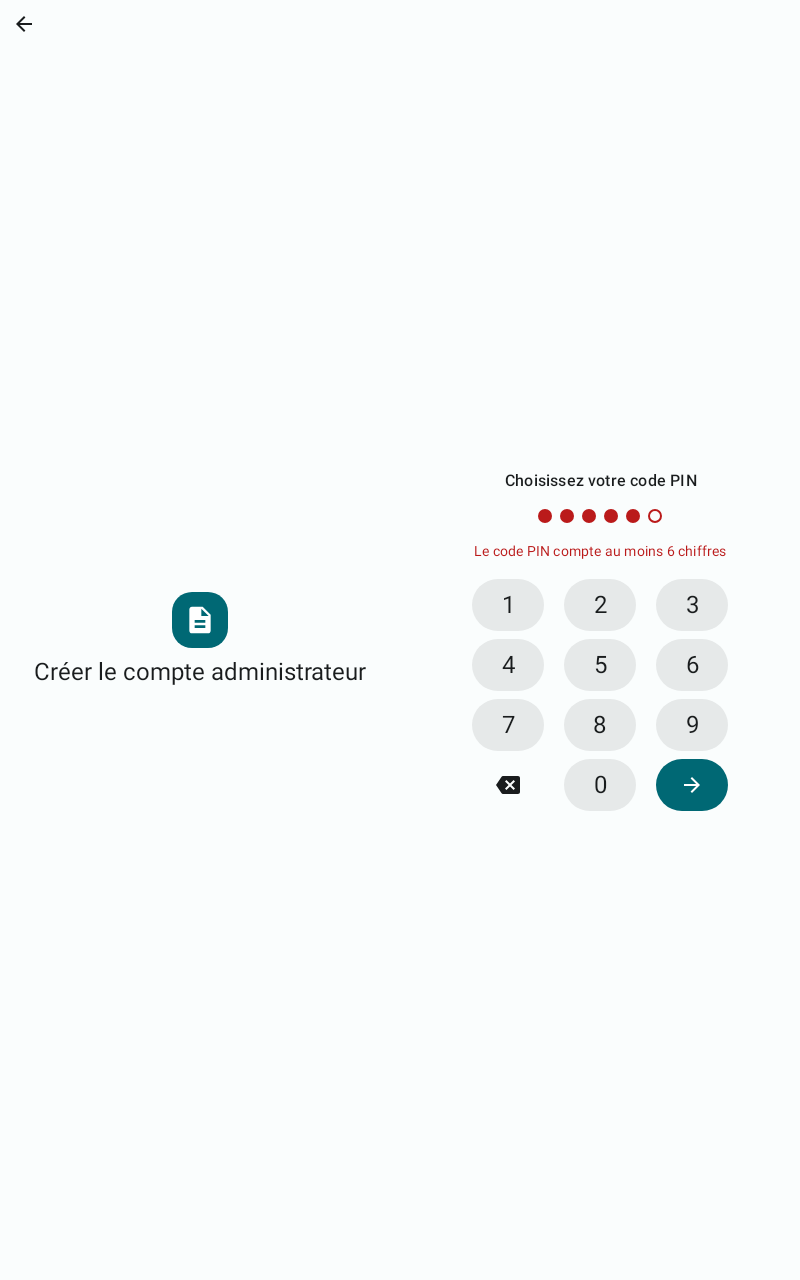 Choisissez votre code PIN
Le code PIN compte au moins 6 chiffres
Créer le compte administrateur
1 2 3
4 5 6
7 8 9
0